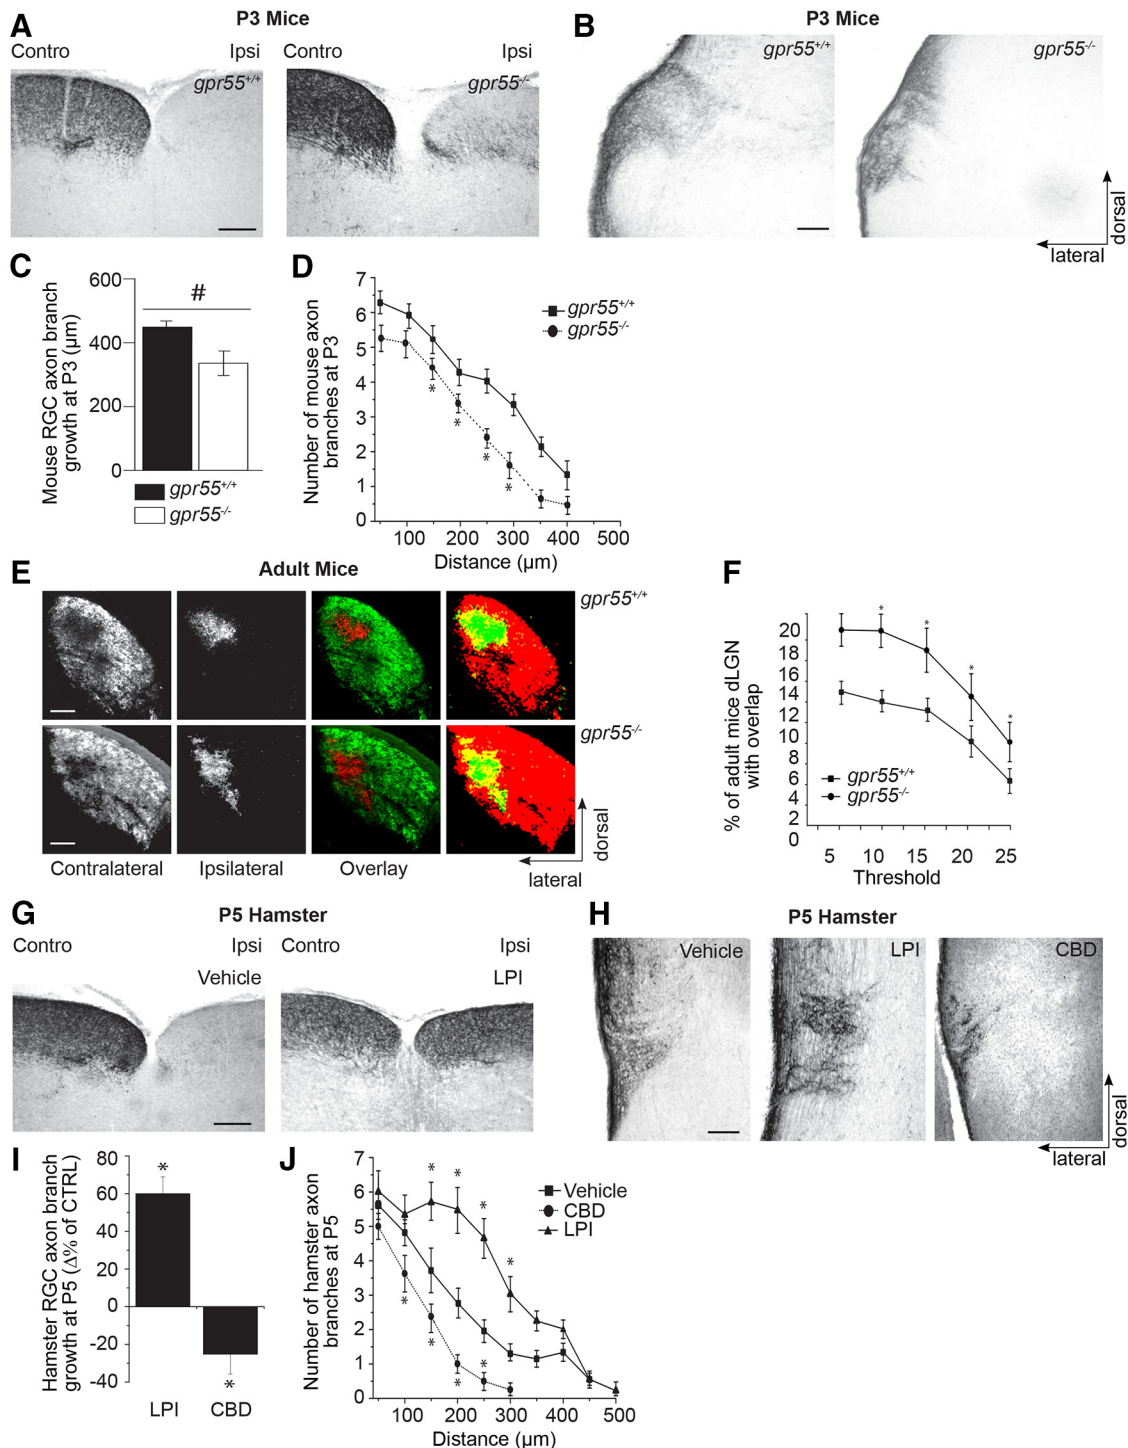 A
P3 Mice
Contro
Ipsi
Contro
Ipsi
gpr55+/+
gpr55-/-
B
P3 Mice
gpr55+/+
gpr55-/-
dorsal
lateral
C
Mouse RGC axon branch
growth at P3 (µm)
600
400
200
0
#
gpr55+/+
gpr55-/-
D
Number of mouse axon
branches at P3
7
6
5
4
3
2
1
0
* * * *
gpr55+/+
gpr55-/-
100 200 300 400 500
Distance (µm)
E
Adult Mice
gpr55+/+
gpr55-/-
Contralateral
Ipsilateral
Overlay
dorsal
lateral
F
% of adult mice dLGN
with overlap
20
18
16
14
12
10
8
6
4
2
0
* * * *
gpr55+/+
gpr55-/-
5 10 15 20 25
Threshold
G
P5 Hamster
Contro
Ipsi
Contro
Ipsi
Vehicle
LPI
H
P5 Hamster
Vehicle
LPI
CBD
dorsal
lateral
I
Hamster RGC axon branch
growth at P5 (Δ% of CTRL)
80
60
40
20
0
-20
-40
*
*
LPI
CBD
J
Number of hamster axon
branches at P5
7
6
5
4
3
2
1
0
* * * *
* * * *
Vehicle
CBD
LPI
100 200 300 400 500
Distance (µm)